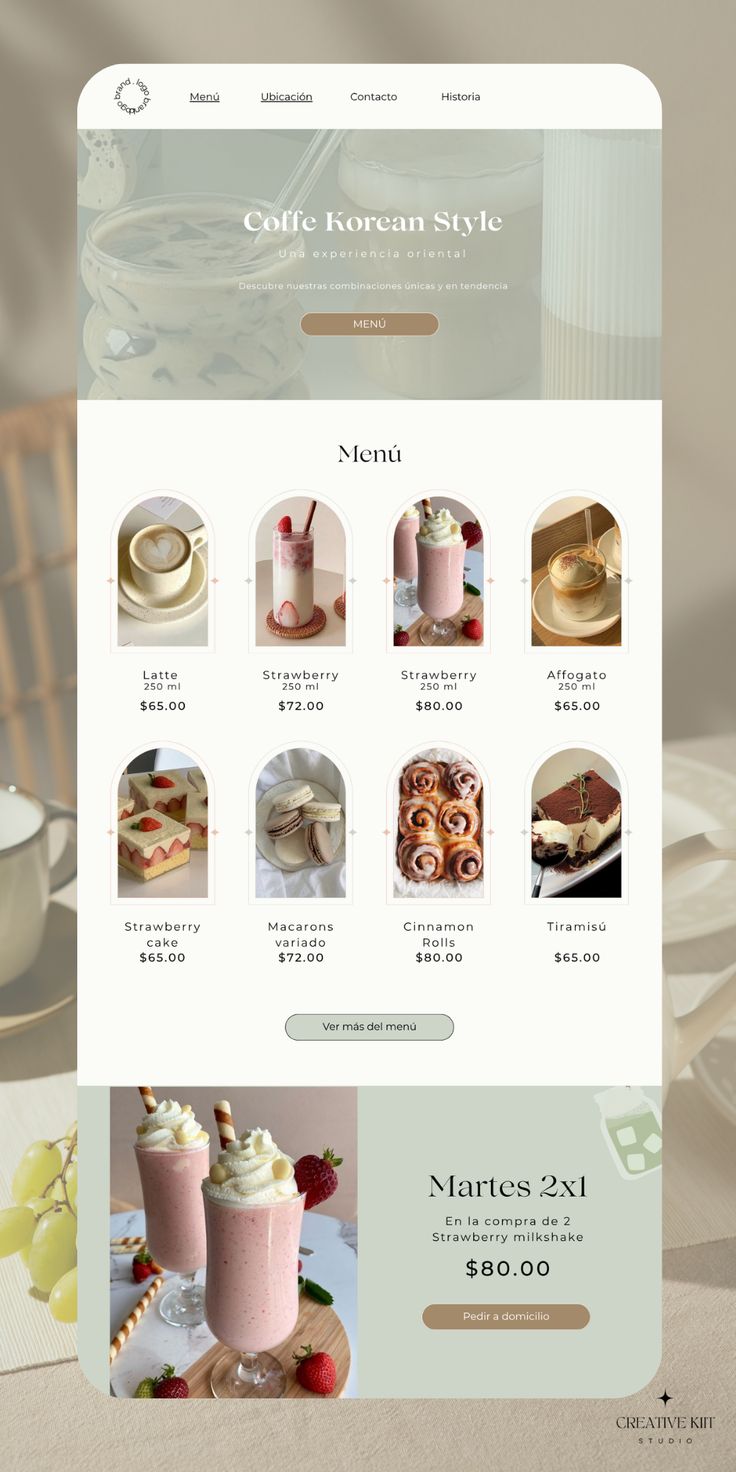 brand . logo brand . logo
Menú Ubicación Contacto Historia
Coffe Korean Style
Una experiencia oriental
Descubre nuestras combinaciones únicas y en tendencia
MENÚ
Menú
Latte
250 ml
$65.00
Strawberry
250 ml
$72.00
Strawberry
250 ml
$80.00
Affogato
250 ml
$65.00
Strawberry
cake
$65.00
Macarons
variado
$72.00
Cinnamon
Rolls
$80.00
Tiramisú
$65.00
Ver más del menú
Martes 2x1
En la compra de 2
Strawberry milkshake
$80.00
Pedir a domicilio
CREATIVE KIIT
STUDIO